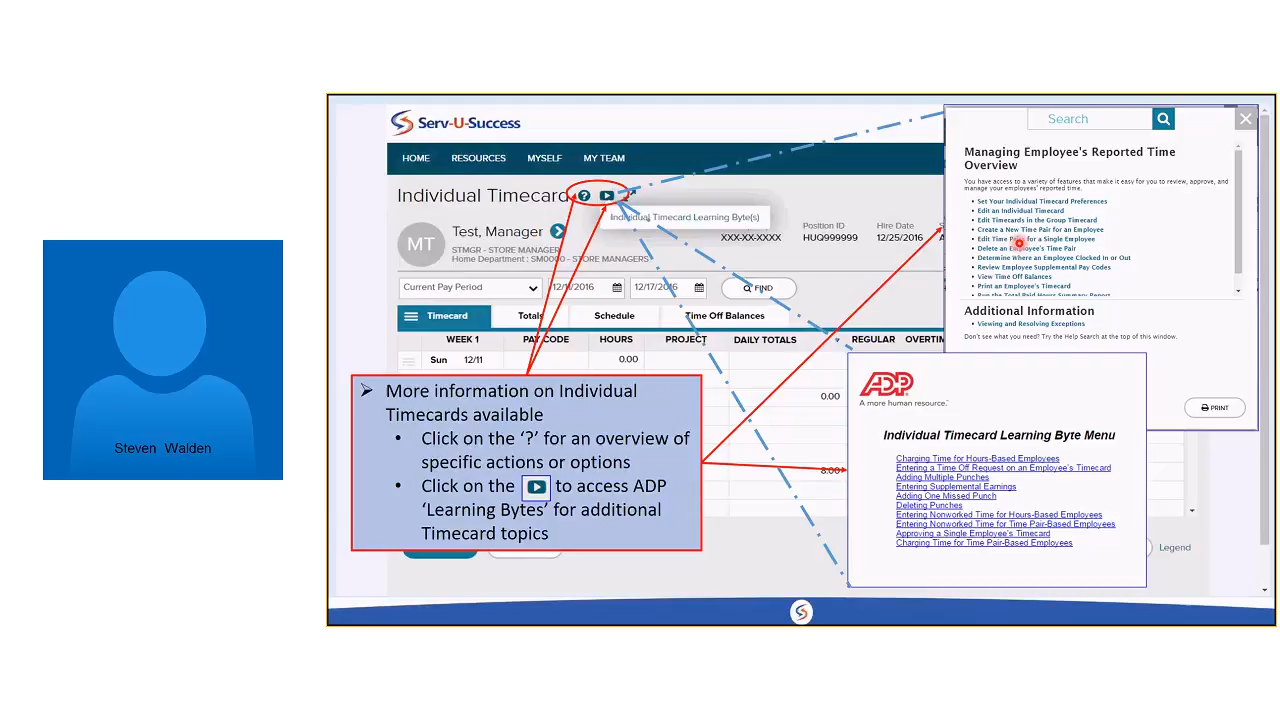 Steven Walden
Serv-U-Success
HOME RESOURCES MYSELF MY TEAM
Individual Timecard
Individual Timecard Learning Byte(s)
MT
Test, Manager
STMGR - STORE MANAGER
Home Department : SM0000 - STORE MANAGERS
XXX-XX-XXXX
Position ID
HUQ999999
Hire Date
12/25/2016
Current Pay Period
12/17/2016
FIND
Timecard Totals Schedule Time Off Balances
WEEK 1 PAY CODE HOURS PROJECT DAILY TOTALS REGULAR
Sun 12/11 0.00
0.00
8.00
Legend
➢ More information on Individual
Timecards available
• Click on the ‘?’ for an overview of
specific actions or options
• Click on the to access ADP
‘Learning Bytes’ for additional
Timecard topics
Search
Managing Employee's Reported Time
Overview
You have access to a variety of features that make it easy for you to review, approve, and
manage your employees' reported time.
• Set Your Individual Timecard Preferences
• Edit an Individual Timecard
• Edit Timecards in the Group Timecard
• Create a New Time Pair for an Employee
• Edit Time for a Single Employee
• Delete an Employee's Time Pair
• Determine Where an Employee Clocked In or Out
• Review Employee Supplemental Pay Codes
• View Time Off Balances
• Print an Employee's Timecard
• Run the Total Paid Hours Summary Report
Additional Information
• Viewing and Resolving Exceptions
Don't see what you need? Try the Help Search at the top of this window.
PRINT
ADP
A more human resource.
Individual Timecard Learning Byte Menu
Charging Time for Hours-Based Employees
Entering a Time Off Request on an Employee's Timecard
Adding Multiple Punches
Entering Supplemental Earnings
Adding One Missed Punch
Deleting Punches
Entering Nonworked Time for Hours-Based Employees
Entering Nonworked Time for Time Pair-Based Employees
Approving a Single Employee's Timecard
Charging Time for Time Pair-Based Employees